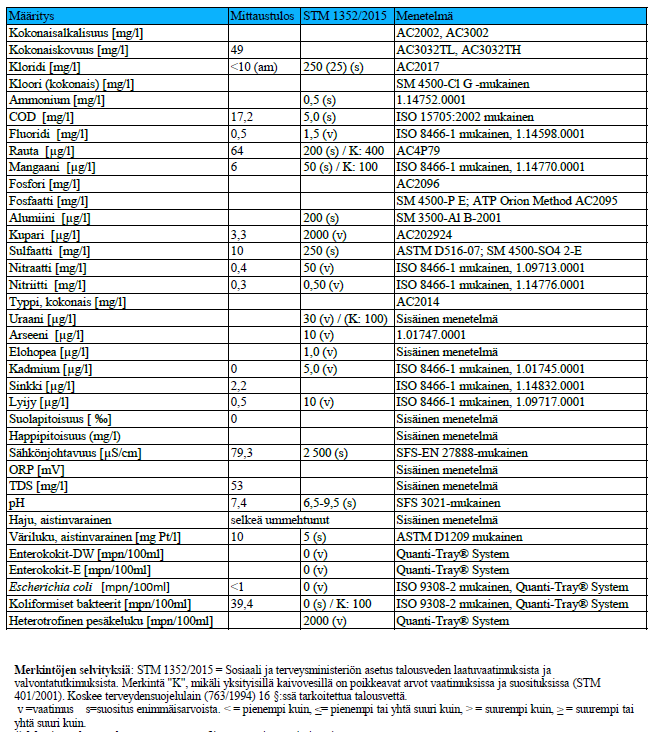 Määritys Mittaustulos STM 1352/2015 Menetelmä
Kokonaisalkalisuus [mg/l] AC2002, AC3002
Kokonaiskovuus [mg/l] 49 AC3032TL, AC3032TH
Kloridi [mg/l] <10 (am) 250 (25) (s) AC2017
Kloori (kokonais) [mg/l] SM 4500-Cl G -mukainen
Ammonium [mg/l] 0,5 (s) 1.14752.0001
COD [mg/l] 17,2 5,0 (s) ISO 15705:2002 mukainen
Fluoridi [mg/l] 0,5 1,5 (v) ISO 8466-1 mukainen, 1.14598.0001
Rauta [µg/l] 64 200 (s) / K: 400 AC4P79
Mangaani [µg/l] 6 50 (s) / K: 100 ISO 8466-1 mukainen, 1.14770.0001
Fosfori [mg/l] AC2096
Fosfaatti [mg/l] SM 4500-P E; ATP Orion Method AC2095
Alumiini [µg/l] 200 (s) SM 3500-Al B-2001
Kupari [µg/l] 3,3 2000 (v) AC202924
Sulfaatti [mg/l] 10 250 (s) ASTM D516-07; SM 4500-SO4 2-E
Nitraatti [mg/l] 0,4 50 (v) ISO 8466-1 mukainen, 1.09713.0001
Nitriitti [mg/l] 0,3 0,50 (v) ISO 8466-1 mukainen, 1.14776.0001
Typpi, kokonais [mg/l] AC2014
Uraani [µg/l] 30 (v) / (K: 100) Sisäinen menetelmä
Arseeni [µg/l] 10 (v) 1.01747.0001
Elohopea [µg/l] 1,0 (v) Sisäinen menetelmä
Kadmium [µg/l] 0 5,0 (v) ISO 8466-1 mukainen, 1.01745.0001
Sinkki [µg/l] 2,2 ISO 8466-1 mukainen, 1.14832.0001
Lyijy [µg/l] 0,5 10 (v) ISO 8466-1 mukainen, 1.09717.0001
Suolapitoisuus [ ‰] 0 Sisäinen menetelmä
Happipitoisuus (mg/l) Sisäinen menetelmä
Sähkönjohtavuus [µS/cm] 79,3 2 500 (s) SFS-EN 27888-mukainen
ORP [mV] Sisäinen menetelmä
TDS [mg/l] 53 Sisäinen menetelmä
pH 7,4 6,5-9,5 (s) SFS 3021-mukainen
Haju, aistinvarainen selkeä ummehtunut Sisäinen menetelmä
Väriluku, aistinvarainen [mg Pt/l] 10 5 (s) ASTM D1209 mukainen
Enterokokit-DW [mpn/100ml] 0 (v) Quanti-Tray® System
Enterokokit-E [mpn/100ml] 0 (v) Quanti-Tray® System
Escherichia coli [mpn/100ml] <1 0 (v) ISO 9308-2 mukainen, Quanti-Tray® System
Koliformiset bakteerit [mpn/100ml] 39,4 0 (s) / K: 100 ISO 9308-2 mukainen, Quanti-Tray® System
Heterotrofinen pesäkeluku [mpn/100ml] 2000 (v) Quanti-Tray® System
Merkintöjen selvityksiä: STM 1352/2015 = Sosiaali ja terveysministeriön asetus talousveden laatuvaatimuksista ja
valvontatutkimuksista. Merkintä "K", mikäli yksityisillä kaivovesillä on poikkeavat arvot vaatimuksissa ja suosituksissa (STM
401/2001). Koskee terveydensuojelulain (763/1994) 16 §:ssä tarkoitettua talousvettä.
v =vaatimus s=suositus enimmäisarvoista. < = pienempi kuin, ≤= pienempi tai yhtä suuri kuin, > = suurempi kuin, ≥ = suurempi tai
yhtä suuri kuin.